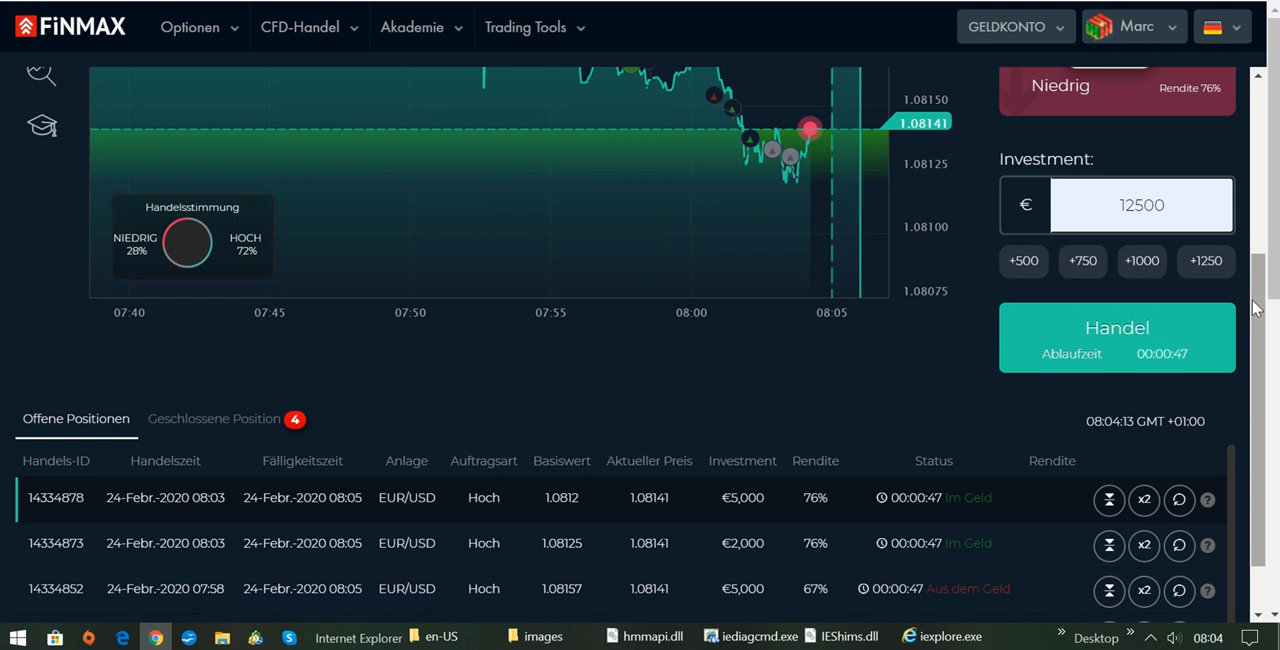 FiNMAX Optionen CFD-Handel Akademie Trading Tools GELDKONTO Marc
Niedrig Rendite 76%
1.08150
1.08141
Investment:
1.08125
€ 12500
Handelsstimmung
NIEDRIG 28% HOCH 72%
1.08100
+500 +750 +1000 +1250
1.08075
07:40 07:45 07:50 07:55 08:00 08:05
Handel
Ablaufzeit 00:00:47
Offene Positionen Geschlossene Position 4 08:04:13 GMT +01:00
Handels-ID Handelszeit Fälligkeitszeit Anlage Auftragsart Basiswert Aktueller Preis Investment Rendite Status Rendite
14334878 24-Febr.-2020 08:03 24-Febr.-2020 08:05 EUR/USD Hoch 1.0812 1.08141 €5,000 76% 00:00:47 Im Geld x2 ?
14334873 24-Febr.-2020 08:03 24-Febr.-2020 08:05 EUR/USD Hoch 1.08125 1.08141 €2,000 76% 00:00:47 Im Geld x2 ?
14334852 24-Febr.-2020 07:58 24-Febr.-2020 08:05 EUR/USD Hoch 1.08157 1.08141 €5,000 67% 00:00:47 Aus dem Geld x2 ?
Internet Explorer en-US images hmmapi.dll iediagcmd.exe IEShims.dll iexplore.exe » Desktop » 08:04